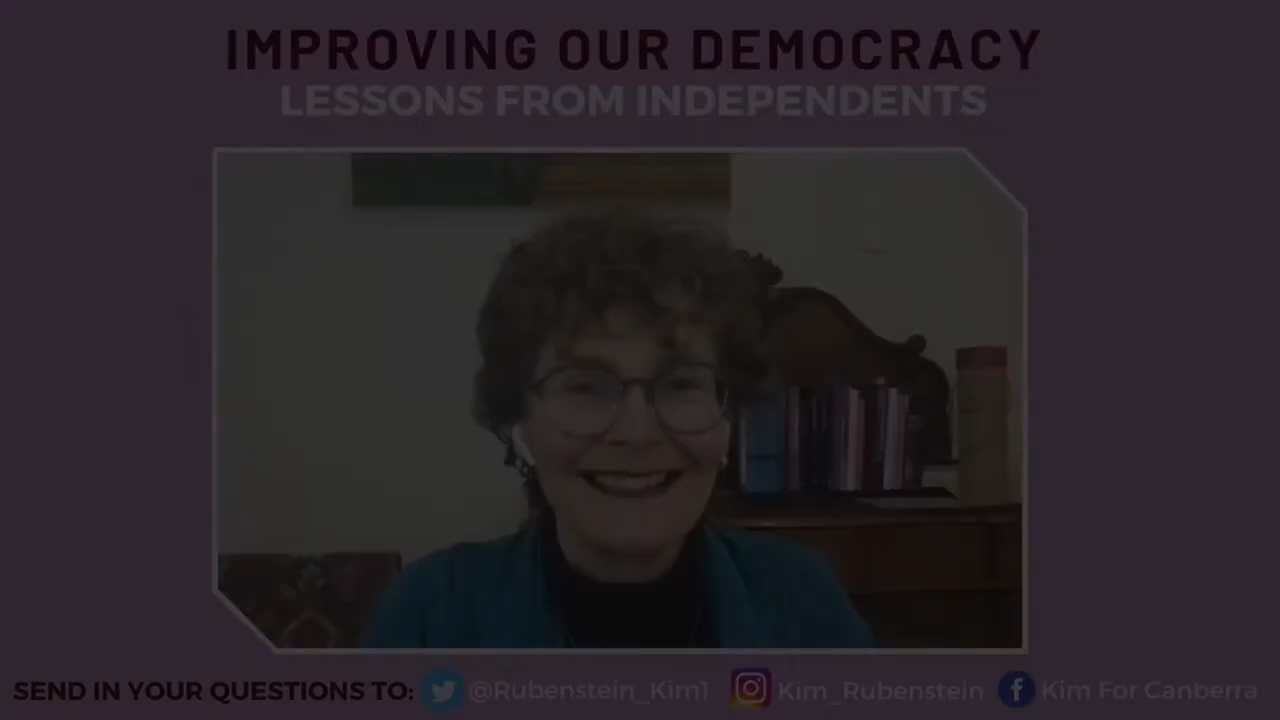 IMPROVING OUR DEMOCRACY
LESSONS FROM INDEPENDENTS
SEND IN YOUR QUESTIONS TO: @Rubenstein_Kim1 Kim_Rubenstein Kim For Canberra